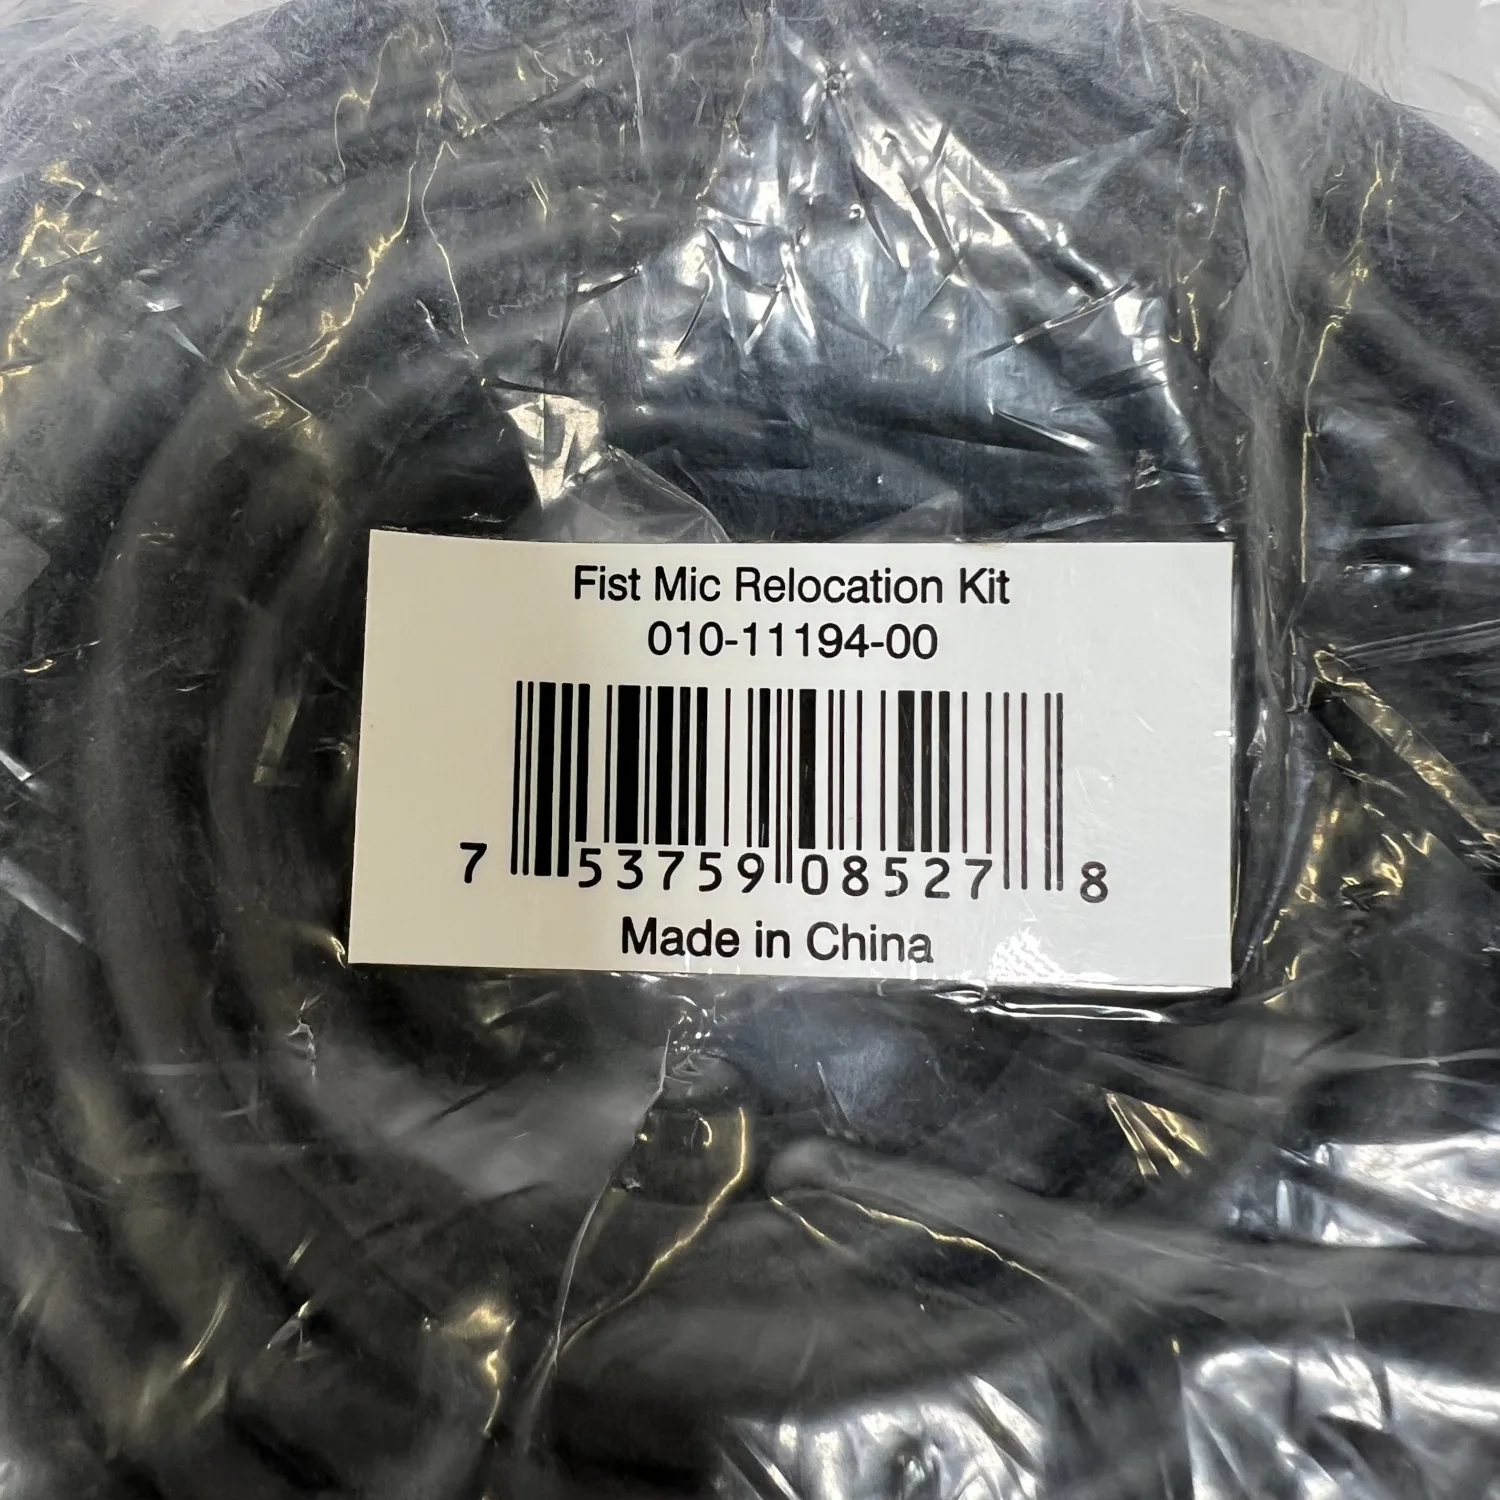 Fist Mic Relocation Kit
010-11194-00
7 53759 08527 8
Made in China